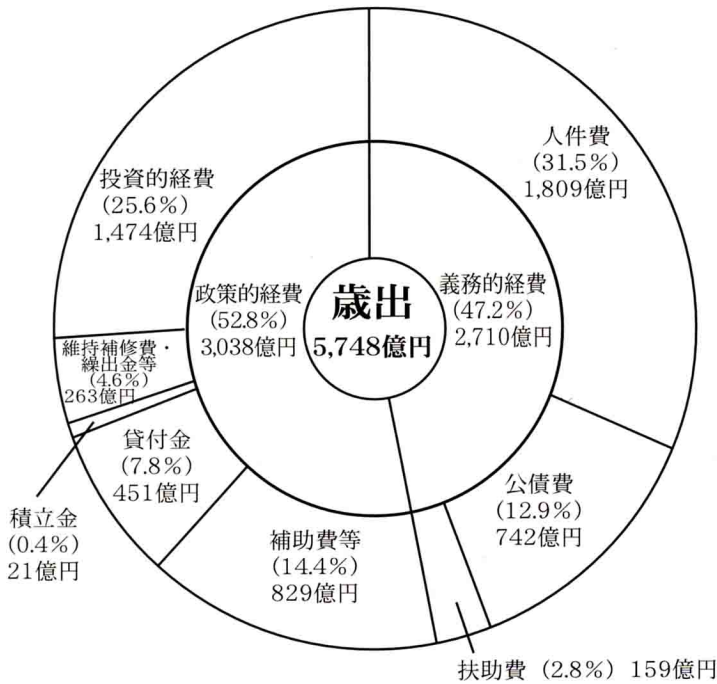 歳出
5,748億円
義務的経費
(47.2%)
2,710億円
人件費
(31.5%)
1,809億円
公債費
(12.9%)
742億円
扶助費 (2.8%) 159億円
政策的経費
(52.8%)
3,038億円
補助費等
(14.4%)
829億円
貸付金
(7.8%)
451億円
積立金
(0.4%)
21億円
維持補修費・
繰出金等
(4.6%)
263億円
投資的経費
(25.6%)
1,474億円